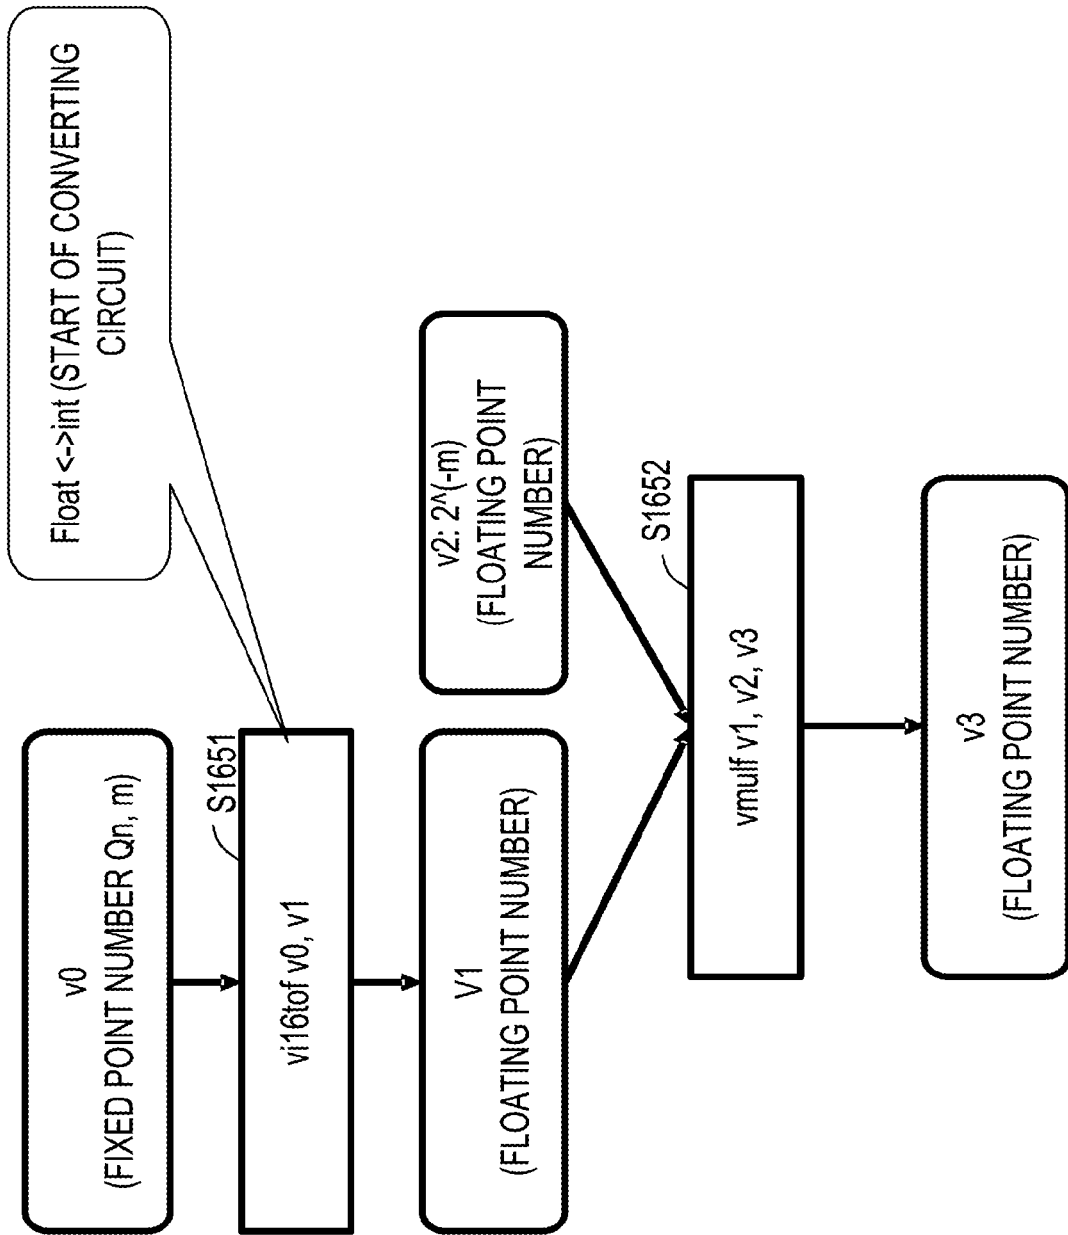 Float <->int (START OF CONVERTING
CIRCUIT)
v0
(FIXED POINT NUMBER Qn, m)
S1651
vi16tof v0, v1
V1
(FLOATING POINT NUMBER)
v2: 2^(-m)
(FLOATING POINT
NUMBER)
S1652
vmulf v1, v2, v3
v3
(FLOATING POINT NUMBER)